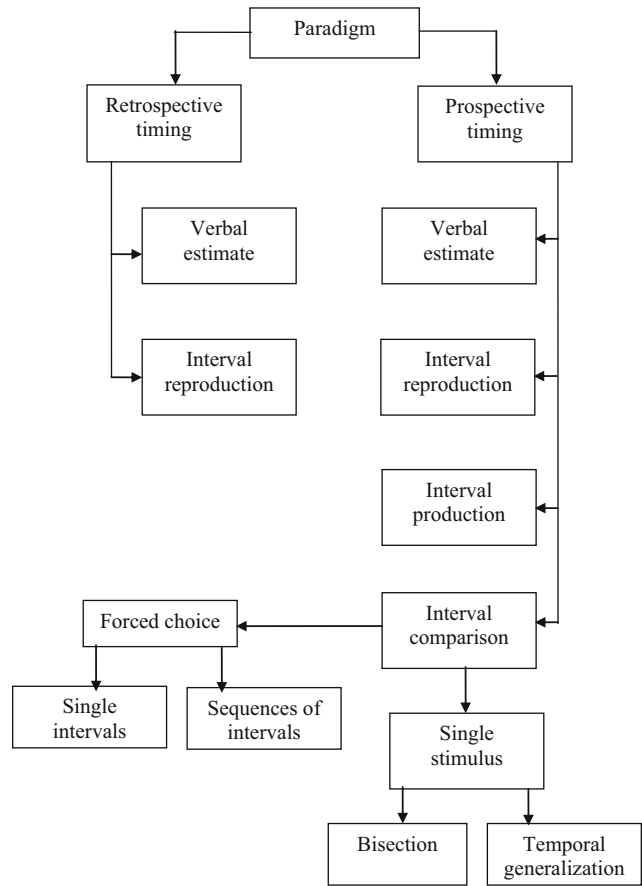 Paradigm
Retrospective
timing
Prospective
timing
Verbal
estimate
Verbal
estimate
Interval
reproduction
Interval
reproduction
Interval
production
Forced choice
Interval
comparison
Single
intervals
Sequences of
intervals
Single
stimulus
Bisection
Temporal
generalization